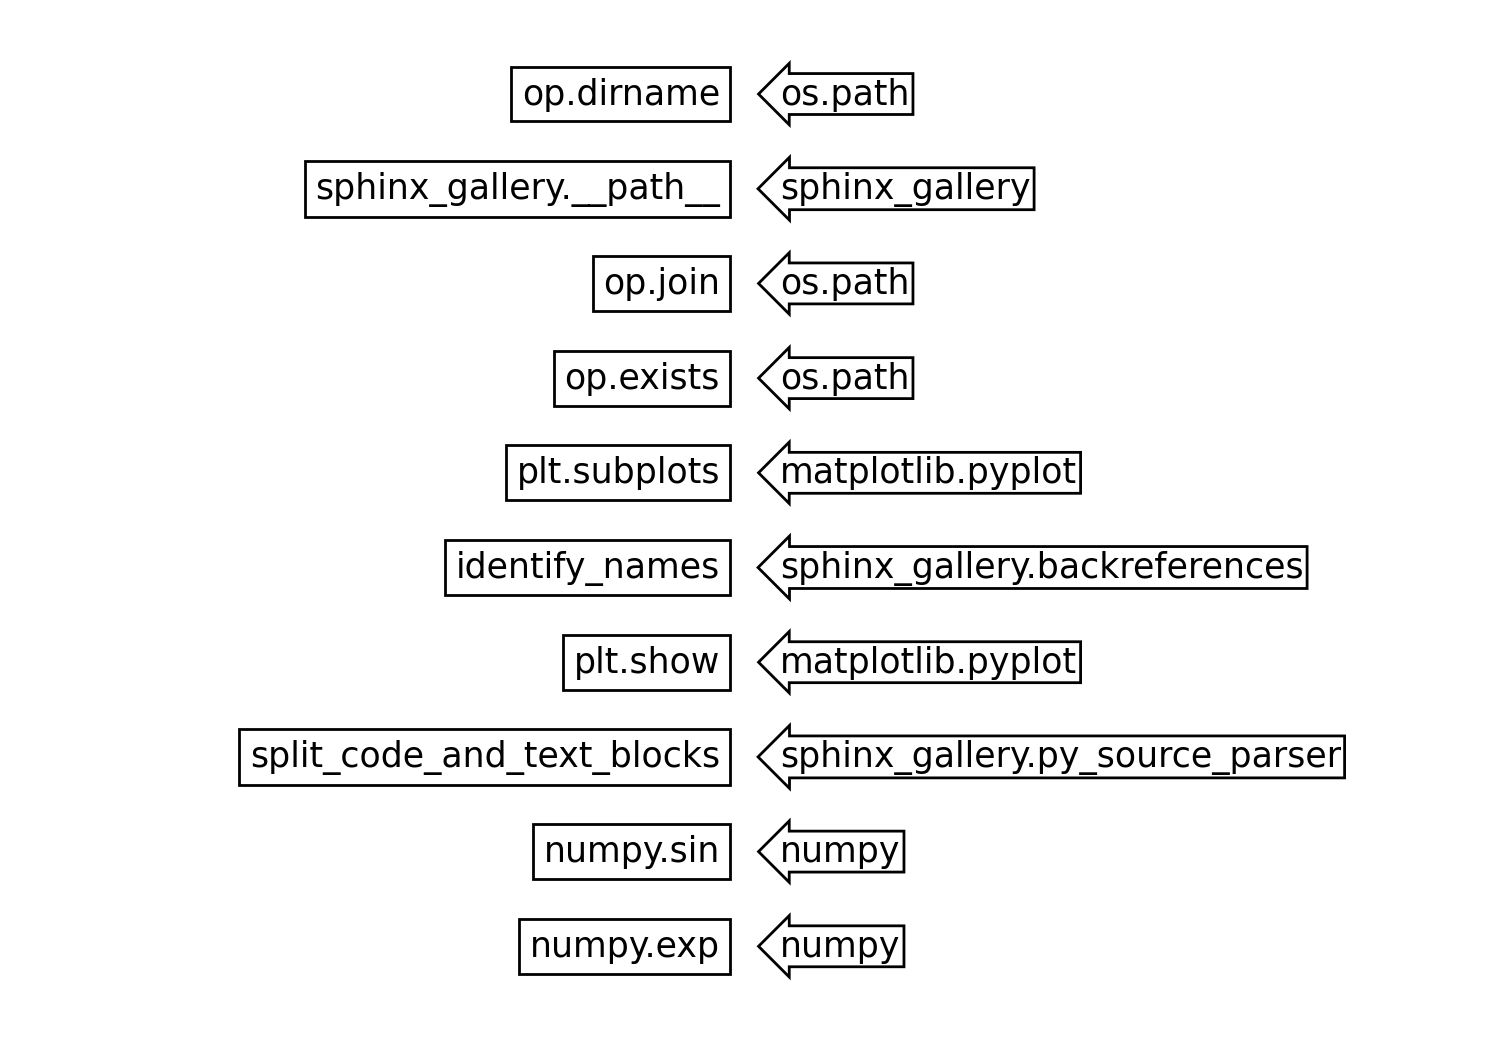 op.dirname os.path
sphinx_gallery.__path__ sphinx_gallery
op.join os.path
op.exists os.path
plt.subplots matplotlib.pyplot
identify_names sphinx_gallery.backreferences
plt.show matplotlib.pyplot
split_code_and_text_blocks sphinx_gallery.py_source_parser
numpy.sin numpy
numpy.exp numpy